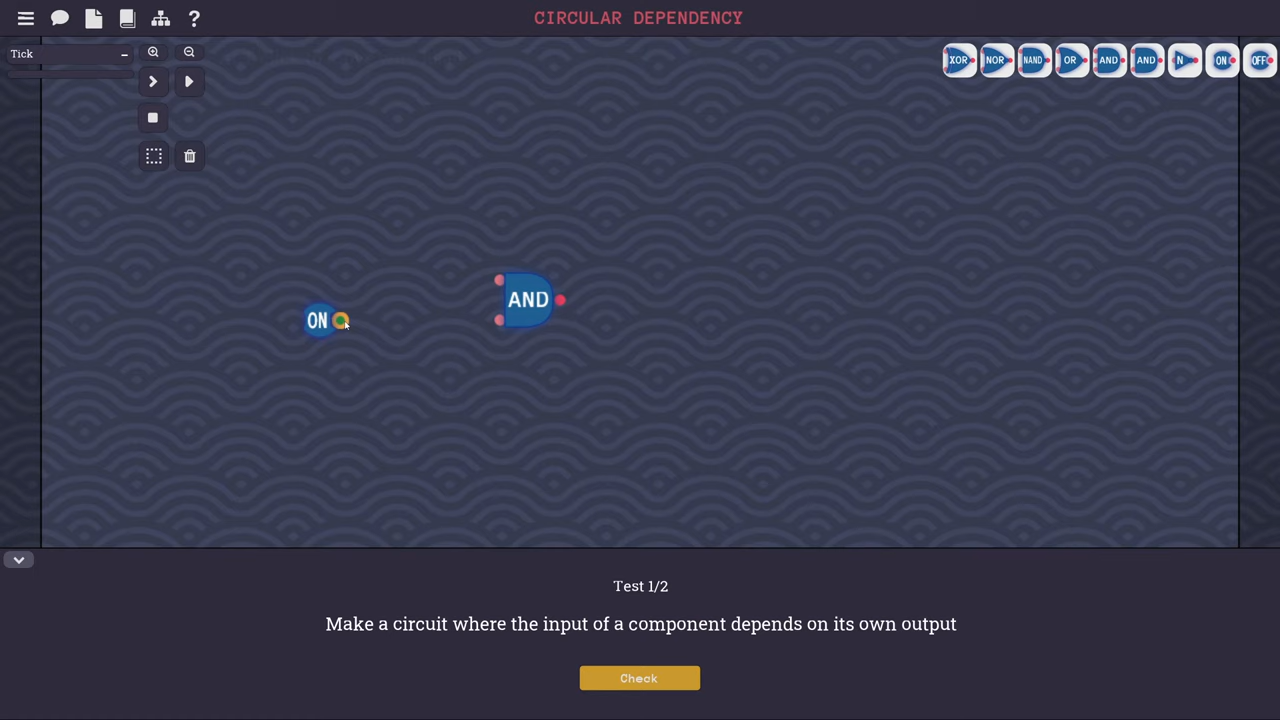 ?
CIRCULAR DEPENDENCY
Tick
XOR NOR NAND OR AND AND N ON OFF
AND
ON
Test 1/2
Make a circuit where the input of a component depends on its own output
Check